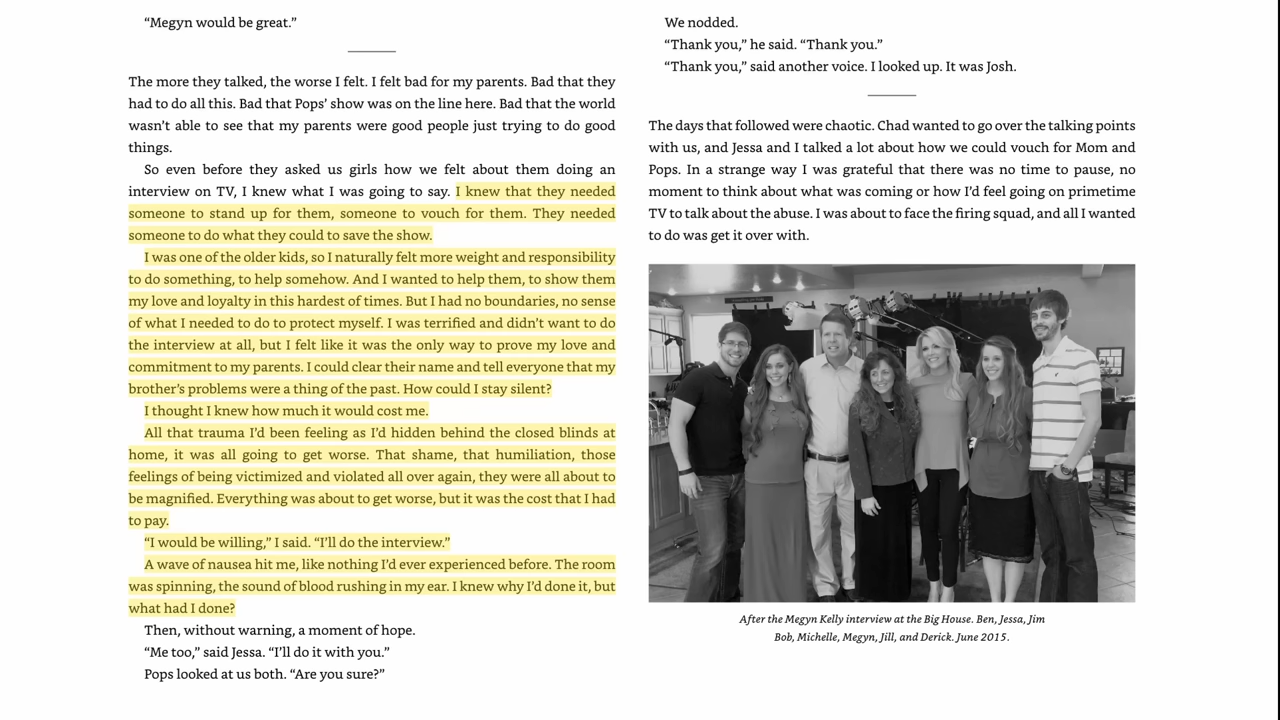 “Megyn would be great.”
The more they talked, the worse I felt. I felt bad for my parents. Bad that they
had to do all this. Bad that Pops’ show was on the line here. Bad that the world
wasn’t able to see that my parents were good people just trying to do good
things.
So even before they asked us girls how we felt about them doing an
interview on TV, I knew what I was going to say. I knew that they needed
someone to stand up for them, someone to vouch for them. They needed
someone to do what they could to save the show.
I was one of the older kids, so I naturally felt more weight and responsibility
to do something, to help somehow. And I wanted to help them, to show them
my love and loyalty in this hardest of times. But I had no boundaries, no sense
of what I needed to do to protect myself. I was terrified and didn’t want to do
the interview at all, but I felt like it was the only way to prove my love and
commitment to my parents. I could clear their name and tell everyone that my
brother’s problems were a thing of the past. How could I stay silent?
I thought I knew how much it would cost me.
All that trauma I’d been feeling as I’d hidden behind the closed blinds at
home, it was all going to get worse. That shame, that humiliation, those
feelings of being victimized and violated all over again, they were all about to
be magnified. Everything was about to get worse, but it was the cost that I had
to pay.
“I would be willing,” I said. “I’ll do the interview.”
A wave of nausea hit me, like nothing I’d ever experienced before. The room
was spinning, the sound of blood rushing in my ear. I knew why I’d done it, but
what had I done?
Then, without warning, a moment of hope.
“Me too,” said Jessa. “I’ll do it with you.”
Pops looked at us both. “Are you sure?”
We nodded.
“Thank you,” he said. “Thank you.”
“Thank you,” said another voice. I looked up. It was Josh.
The days that followed were chaotic. Chad wanted to go over the talking points
with us, and Jessa and I talked a lot about how we could vouch for Mom and
Pops. In a strange way I was grateful that there was no time to pause, no
moment to think about what was coming or how I’d feel going on primetime
TV to talk about the abuse. I was about to face the firing squad, and all I wanted
to do was get it over with.
After the Megyn Kelly interview at the Big House. Ben, Jessa, Jim
Bob, Michelle, Megyn, Jill, and Derick. June 2015.